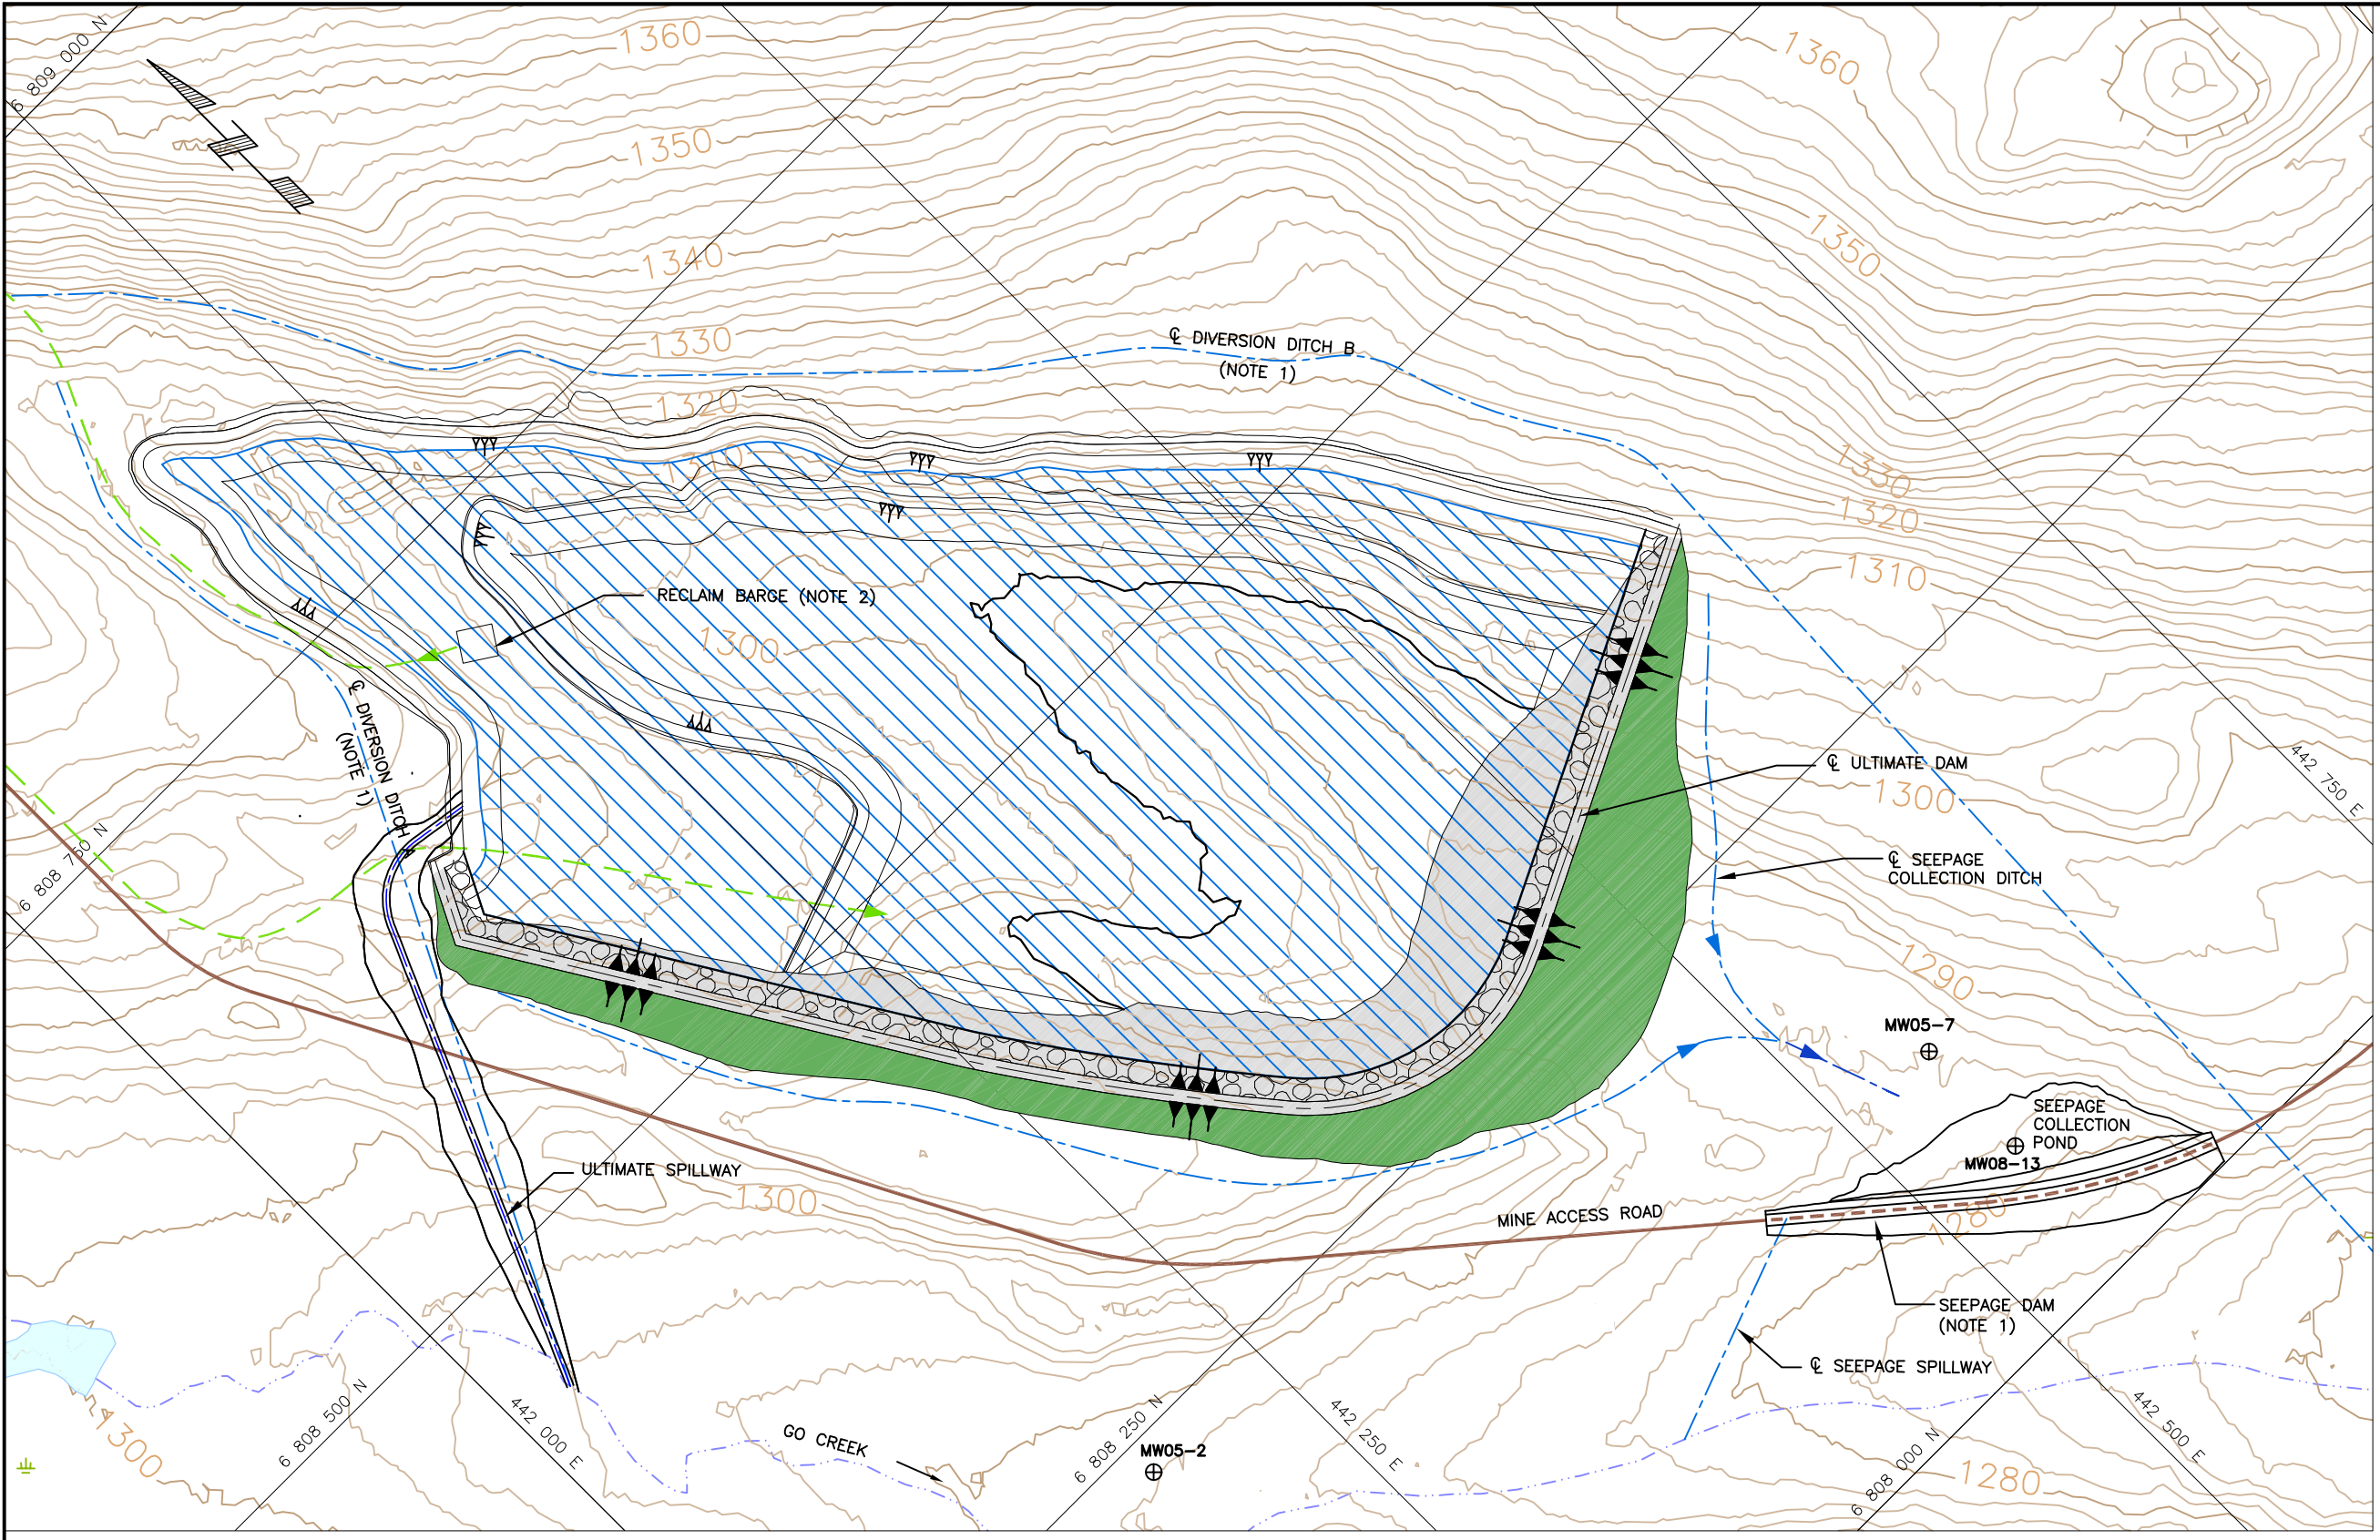 6 809 000 N
1360
1360
1350
1350
1340
1330
℄ DIVERSION DITCH B
(NOTE 1)
1320
1310
1330
1320
1310
RECLAIM BARGE (NOTE 2)
1300
℄ DIVERSION DITCH A
(NOTE 1)
℄ ULTIMATE DAM
1300
442 750 E
6 808 750 N
℄ SEEPAGE
COLLECTION DITCH
1290
MW05-7
SEEPAGE
COLLECTION
POND
MW08-13
ULTIMATE SPILLWAY
1300
MINE ACCESS ROAD
1280
SEEPAGE DAM
(NOTE 1)
℄ SEEPAGE SPILLWAY
1300
6 808 500 N
442 000 E
GO CREEK
6 808 250 N
MW05-2
442 250 E
6 808 000 N
442 500 E
1280